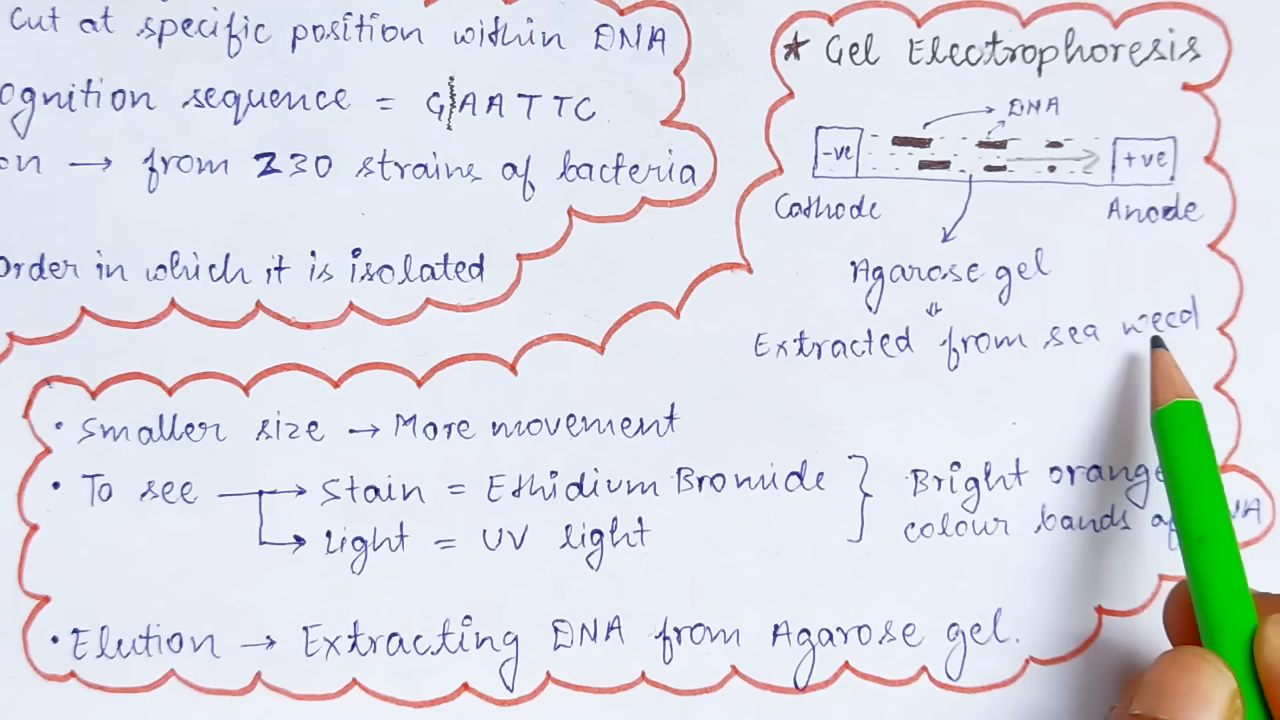 Cut at specific position within DNA
ognition sequence = G AATTC
on → from 230 strains of bacteria
Order in which it is isolated
★ Gel Electrophoresis
→ DNA
-ve
+ve
Cathode
Anode
Agarose gel
Extracted from sea weed
• Smaller size → More movement
• To see → Stain = Ethidium Bromide } Bright orange
→ Light = UV light colour bands of DNA
• Elution → Extracting DNA from Agarose gel.